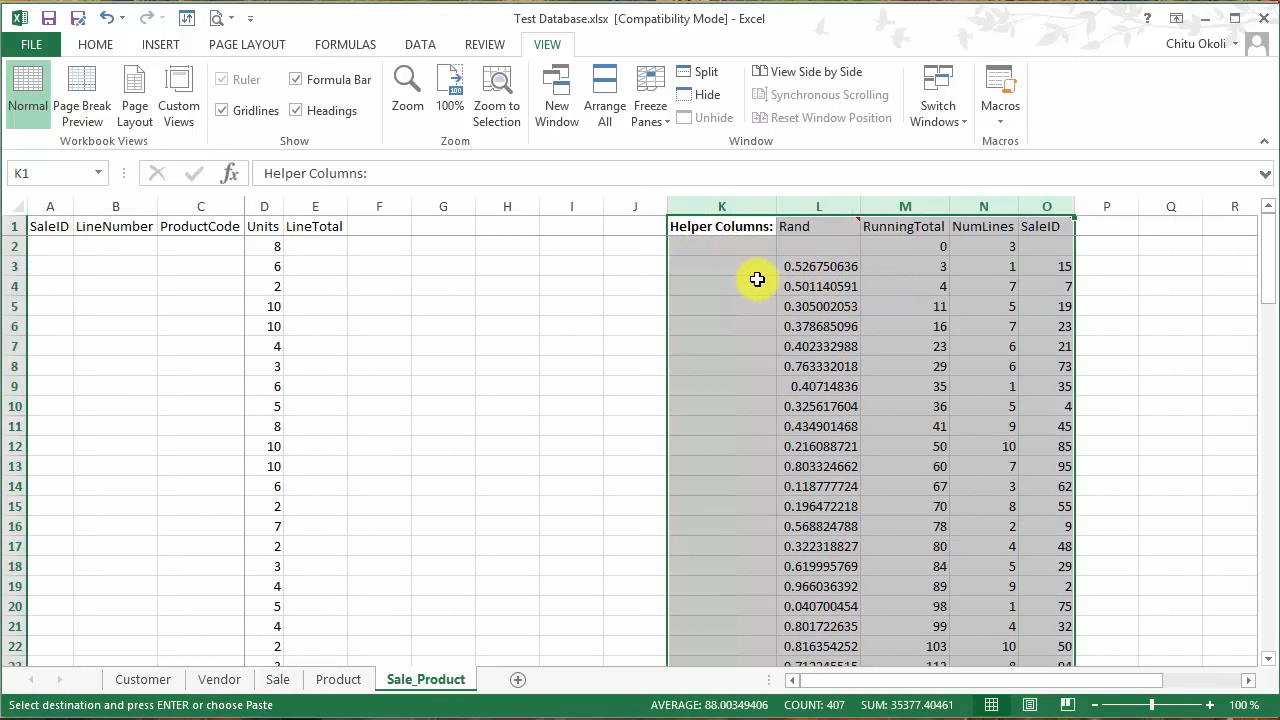 Test Database.xlsx [Compatibility Mode] - Excel
FILE HOME INSERT PAGE LAYOUT FORMULAS DATA REVIEW VIEW Chitu Okoli
Normal Page Break Preview Page Layout Custom Views
Workbook Views
Ruler Formula Bar
Gridlines Headings
Show
Zoom 100% Zoom to Selection
Zoom
New Window Arrange All Freeze Panes
Split
Hide
Unhide
View Side by Side
Synchronous Scrolling
Reset Window Position
Switch Windows
Window
Macros
Macros
K1 fx Helper Columns:
A B C D E F G H I J K L M N O P Q R
1 SaleID LineNumber ProductCode Units LineTotal Helper Columns: Rand RunningTotal NumLines SaleID
2 8 0 3
3 6 0.526750636 3 1 15
4 2 0.501140591 4 7 7
5 10 0.305002053 11 5 19
6 10 0.378685096 16 7 23
7 4 0.402332988 23 6 21
8 3 0.763332018 29 6 73
9 6 0.40714836 35 1 35
10 5 0.325617604 36 5 4
11 8 0.434901468 41 9 45
12 10 0.216088721 50 10 85
13 10 0.803324662 60 7 95
14 6 0.118777724 67 3 62
15 2 0.196472218 70 8 55
16 7 0.568824788 78 2 9
17 2 0.322318827 80 4 48
18 3 0.619995769 84 5 29
19 4 0.966036392 89 9 2
20 5 0.040700454 98 1 75
21 4 0.801722635 99 4 32
22 2 0.816354252 103 10 50
Customer Vendor Sale Product Sale_Product
Select destination and press ENTER or choose Paste AVERAGE: 88.00349406 COUNT: 407 SUM: 35377.40461 100 %